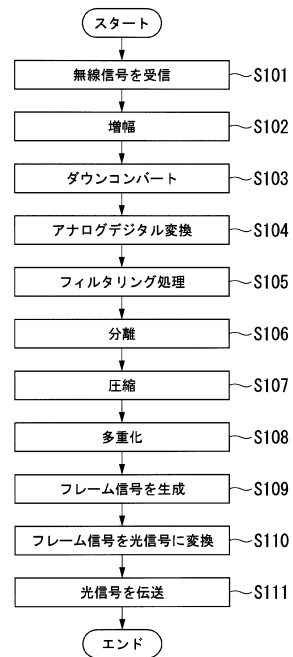 スタート
無線信号を受信 S101
増幅 S102
ダウンコンバート S103
アナログデジタル変換 S104
フィルタリング処理 S105
分離 S106
圧縮 S107
多重化 S108
フレーム信号を生成 S109
フレーム信号を光信号に変換 S110
光信号を伝送 S111
エンド